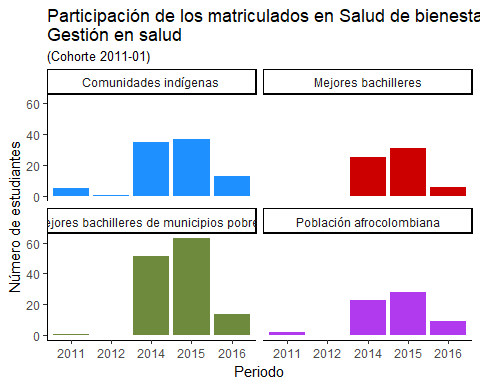 Participación de los matriculados en Salud de bienesta
Gestión en salud
(Cohorte 2011-01)
Comunidades indígenas
Mejores bachilleres
60
40
20
0
ejores bachilleres de municipios pobre
Población afrocolombiana
60
40
20
0
2011 2012 2014 2015 2016
2011 2012 2014 2015 2016
Número de estudiantes
Periodo